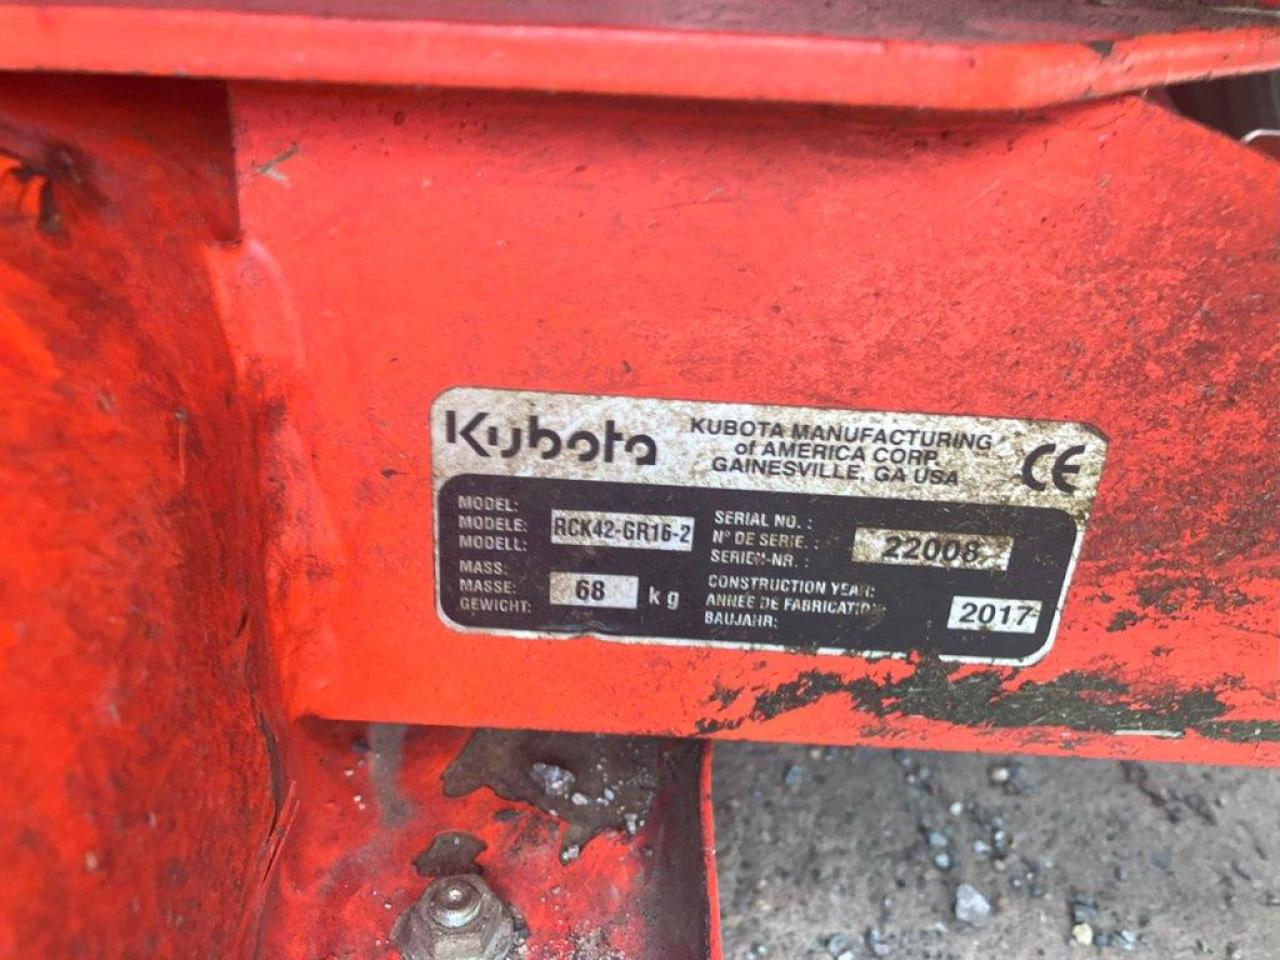 Kubota
KUBOTA MANUFACTURING
of AMERICA CORP.
GAINESVILLE, GA USA
CE
MODEL:
MODELE:
MODELL:
RCK42-GR16-2
MASS:
MASSE:
GEWICHT:
68 kg
SERIAL NO. :
N° DE SERIE. :
SERIEN-NR. :
22008
CONSTRUCTION YEAR:
ANNEE DE FABRICATION:
BAUJAHR:
2017